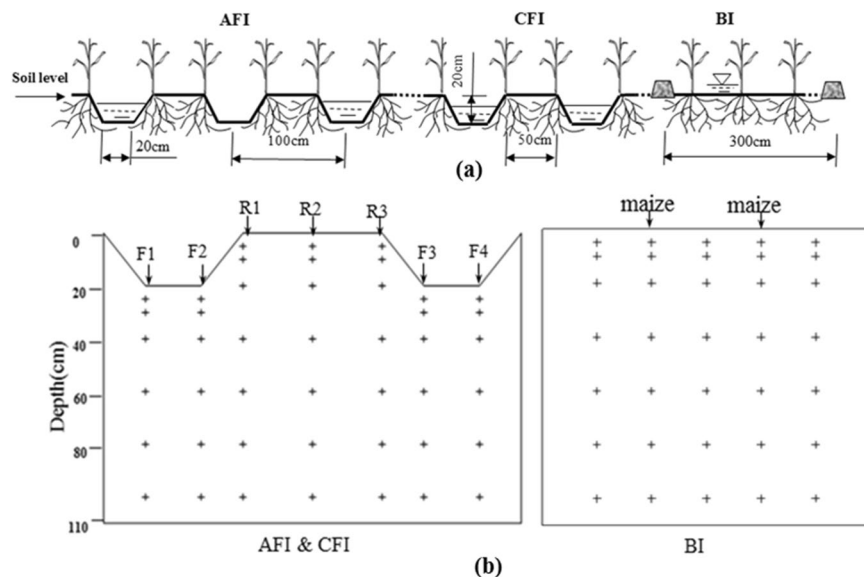 AFI CFI BI
Soil level
20cm
20cm 100cm 50cm 300cm
(a)
maize maize
R1 R2 R3
F1 F2 F3 F4
0
20
40
60
80
110
Depth(cm)
AFI & CFI BI
(b)